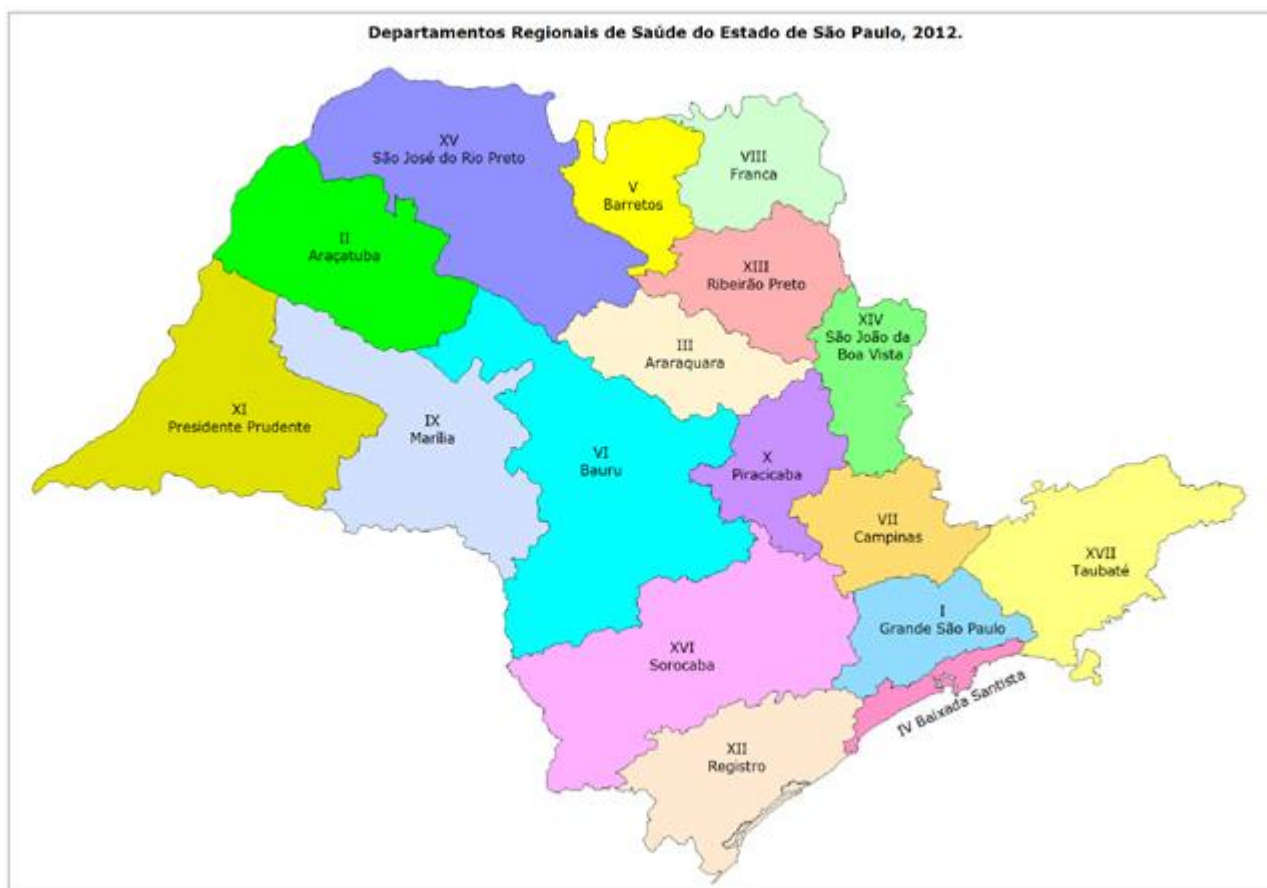 Departamentos Regionais de Saúde do Estado de São Paulo, 2012.
XV
São José do Rio Preto
V
Barretos
VIII
Franca
II
Araçatuba
XIII
Ribeirão Preto
XIV
São João da
Boa Vista
III
Araraquara
XI
Presidente Prudente
IX
Marília
VI
Bauru
X
Piracicaba
VII
Campinas
XVII
Taubaté
I
Grande São Paulo
XVI
Sorocaba
IV Baixada Santista
XII
Registro